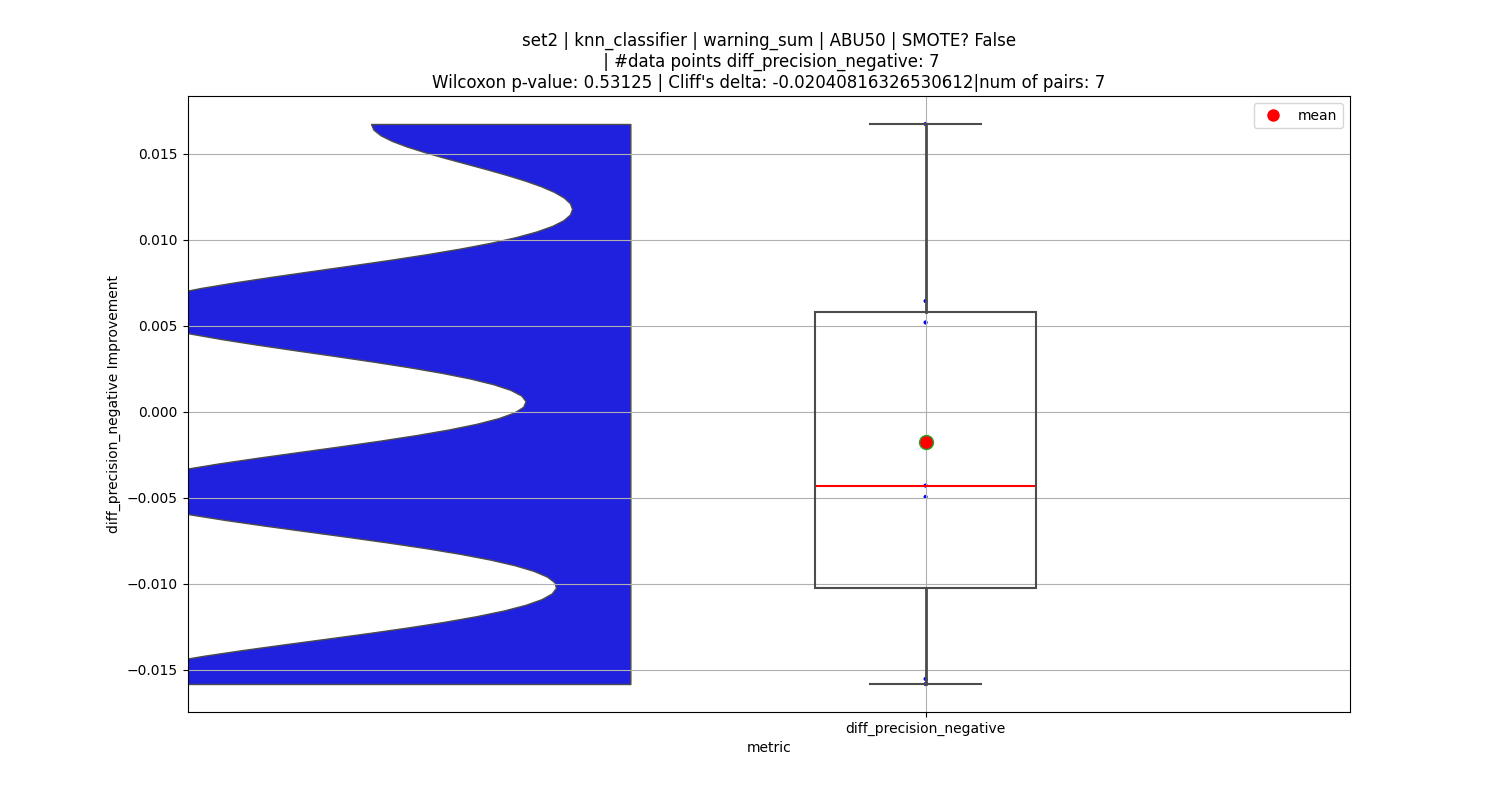 set2 | knn_classifier | warning_sum | ABU50 | SMOTE? False
| #data points diff_precision_negative: 7
Wilcoxon p-value: 0.53125 | Cliff's delta: -0.02040816326530612|num of pairs: 7
mean
0.015
0.010
0.005
0.000
−0.005
−0.010
−0.015
diff_precision_negative Improvement
diff_precision_negative
metric